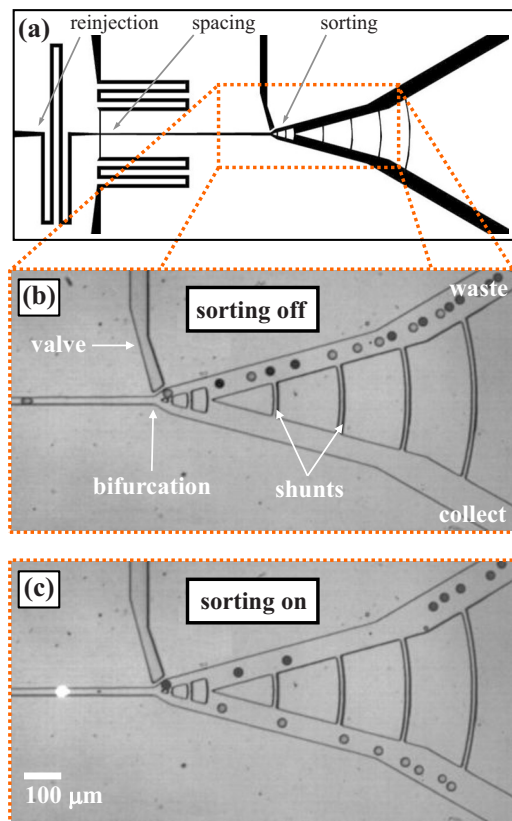 (a)
reinjection
spacing
sorting
(b)
sorting off
waste
valve
bifurcation
shunts
collect
(c)
sorting on
100 μm